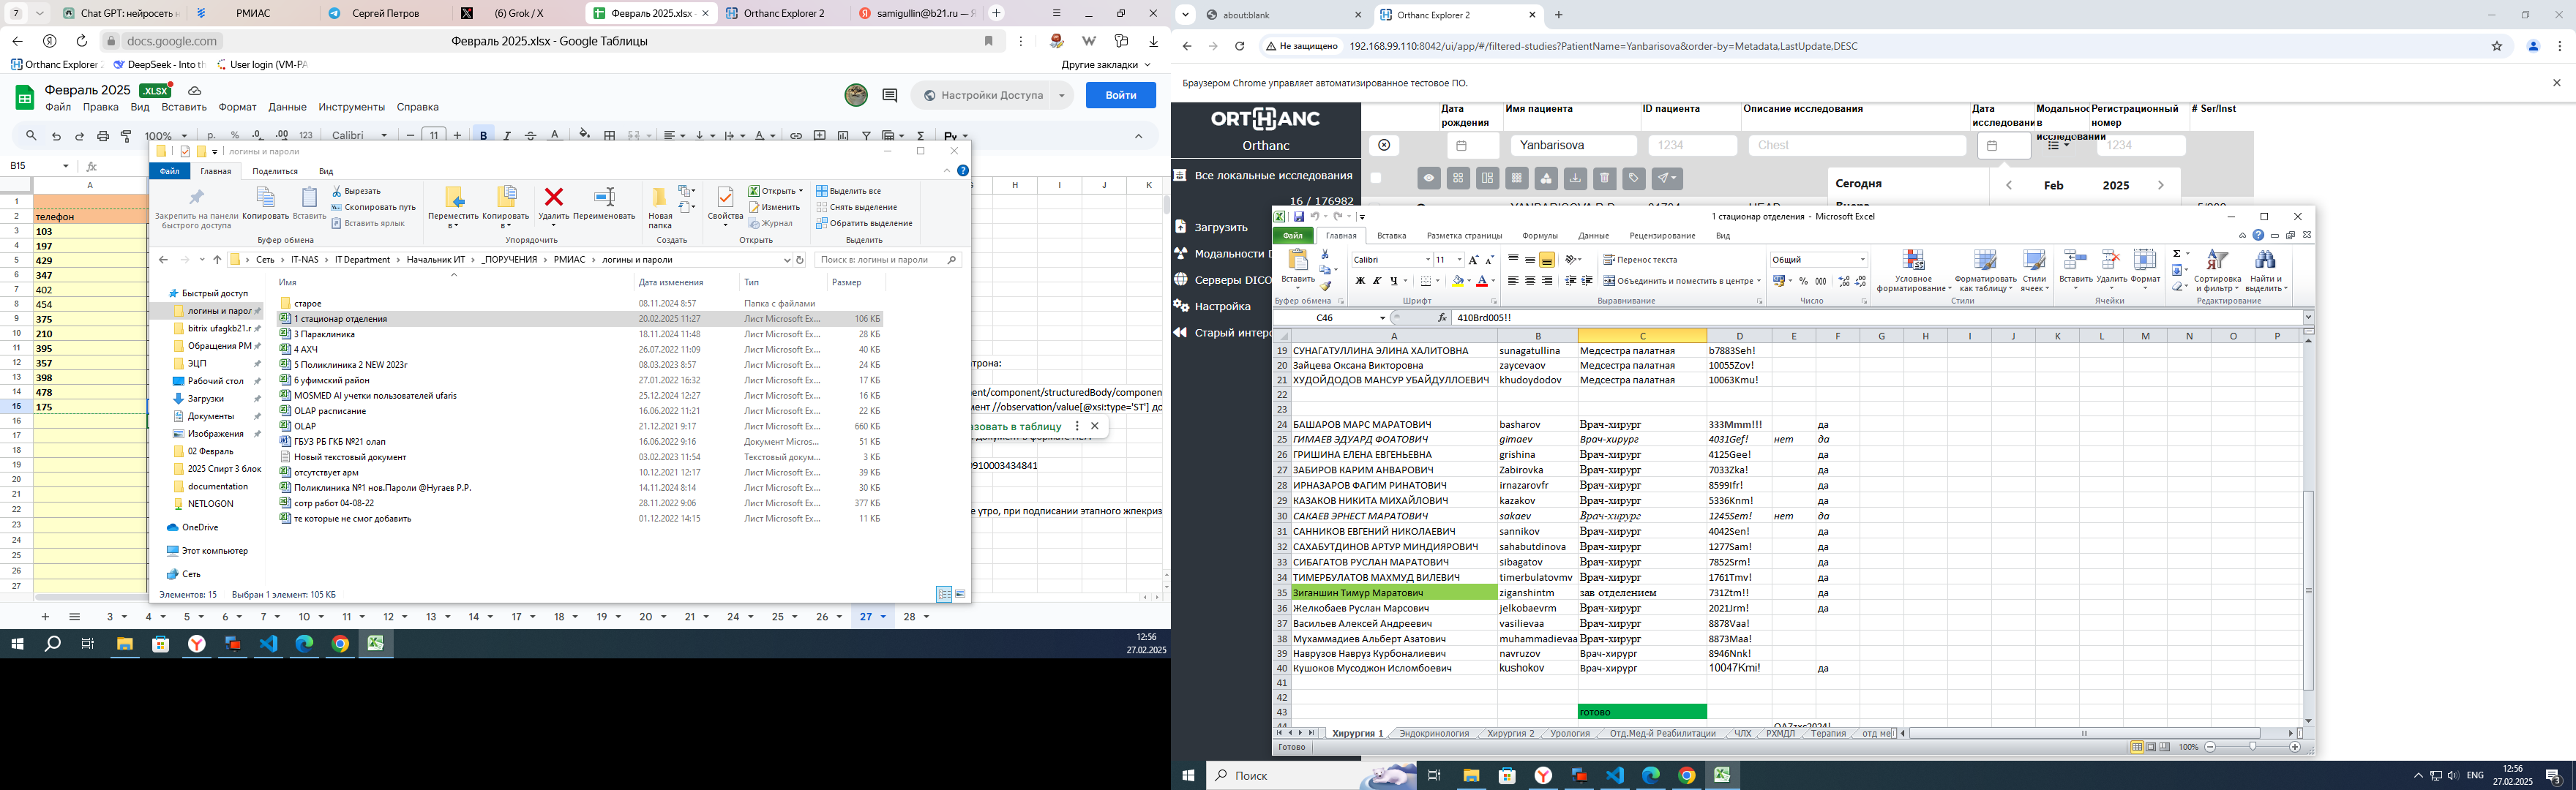 7
Chat GPT: нейросеть
РМИАС
Сергей Петров
(6) Grok / X
Февраль 2025.xlsx -
Orthanc Explorer 2
samigullin@b21.ru —
docs.google.com
Февраль 2025.xlsx - Google Таблицы
Orthanc Explorer
DeepSeek - Into th
User login (VM-PA
Другие закладки
Февраль 2025
.XLSX
Файл Правка Вид Вставить Формат Данные Инструменты Справка
Настройки Доступа
Войти
100% р. % .0 .00 123 Calibri 11
B15
A H I J K
1
2 телефон
3 103
4 197
5 429
6 347
7 402
8 454
9 375
10 210
11 395
12 357
13 398
14 478
15 175
16
17
18
19
20
21
22
23
24
25
26
27
трона:
ent/component/structuredBody/componen
мент //observation/value[@xsi:type='ST'] до
азовать в таблицу
9910003434841
е утро, при подписании этапного жпекриз
3 4 5 6 7 10 11 12 13 14 17 18 19 20 21 24 25 26 27 28
логины и пароли
Файл Главная Поделиться Вид
Закрепить на панели быстрого доступа
Копировать
Вставить
Вырезать
Скопировать путь
Вставить ярлык
Буфер обмена
Переместить в
Копировать в
Удалить
Переименовать
Упорядочить
Новая папка
Создать
Свойства
Открыть
Изменить
Журнал
Открыть
Выделить все
Снять выделение
Обратить выделение
Выделить
Сеть IT-NAS IT Department Начальник ИТ _ПОРУЧЕНИЯ РМИАС логины и пароли
Поиск в: логины и пароли
Быстрый доступ
логины и парол
bitrix ufagkb21.r
Обращения РМ
ЭЦП
Рабочий стол
Загрузки
Документы
Изображения
02 Февраль
2025 Спирт 3 блок
documentation
NETLOGON
OneDrive
Этот компьютер
Сеть
Имя Дата изменения Тип Размер
старое 08.11.2024 8:57 Папка с файлами
1 стационар отделения 20.02.2025 11:27 Лист Microsoft Ex... 106 КБ
3 Параклиника 18.11.2024 11:48 Лист Microsoft Ex... 28 КБ
4 АХЧ 26.07.2022 11:09 Лист Microsoft Ex... 40 КБ
5 Поликлиника 2 NEW 2023г 08.03.2023 8:57 Лист Microsoft Ex... 24 КБ
6 уфимский район 27.01.2022 16:32 Лист Microsoft Ex... 17 КБ
MOSMED AI учетки пользователей ufaris 25.12.2024 12:27 Лист Microsoft Ex... 16 КБ
OLAP расписание 16.06.2022 11:21 Лист Microsoft Ex... 22 КБ
OLAP 21.12.2021 9:17 Лист Microsoft Ex... 660 КБ
ГБУЗ РБ ГКБ №21 олап 16.06.2022 9:16 Документ Micros... 51 КБ
Новый текстовый документ 03.02.2023 11:54 Текстовый докум... 3 КБ
отсутствует арм 10.12.2021 12:17 Лист Microsoft Ex... 39 КБ
Поликлиника №1 нов.Пароли @Нугаев Р.Р. 14.11.2024 8:14 Лист Microsoft Ex... 30 КБ
сотр работ 04-08-22 28.11.2022 9:06 Лист Microsoft Ex... 377 КБ
те которые не смог добавить 01.12.2022 14:15 Лист Microsoft Ex... 11 КБ
Элементов: 15 Выбран 1 элемент: 105 КБ
12:56
27.02.2025
about:blank
Orthanc Explorer 2
Не защищено
192.168.99.110:8042/ui/app/#/filtered-studies?PatientName=Yanbarisova&order-by=Metadata,LastUpdate,DESC
Браузером Chrome управляет автоматизированное тестовое ПО.
ORTHANC
Orthanc
Все локальные исследования
16 / 176982
Загрузить
Модальности D
Серверы DICO
Настройка
Старый интерс
Дата рождения
Имя пациента
ID пациента
Описание исследования
Дата исследовани
Модальнос в исследовании
Регистрационный номер
# Ser/Inst
Yanbarisova
1234
Chest
1234
Сегодня
Feb 2025
1 стационар отделения - Microsoft Excel
Файл Главная Вставка Разметка страницы Формулы Данные Рецензирование Вид
Вставить
Буфер обмена
Calibri 11
Ж К Ч
Шрифт
Перенос текста
Объединить и поместить в центре
Выравнивание
Общий
% 000
Число
Условное форматирование
Форматировать как таблицу
Стили ячеек
Стили
Вставить Удалить Формат
Ячейки
Сортировка и фильтр
Найти и выделить
Редактирование
C46
410Brd005!!
A B C D E F G H I J K L M N O P
19 СУНАГАТУЛЛИНА ЭЛИНА ХАЛИТОВНА sunagatullina Медсестра палатная b7883Seh!
20 Зайцева Оксана Викторовна zaycevaov Медсестра палатная 10055Zov!
21 ХУДОЙДОДОВ МАНСУР УБАЙДУЛЛОЕВИЧ khudoydodov Медсестра палатная 10063Kmu!
22
23
24 БАШАРОВ МАРС МАРАТОВИЧ basharov Врач-хирург 333Mmm!!! да
25 ГИМАЕВ ЭДУАРД ФОАТОВИЧ gimaev Врач-хирург 4031Gef! нет да
26 ГРИШИНА ЕЛЕНА ЕВГЕНЬЕВНА grishina Врач-хирург 4125Gee! да
27 ЗАБИРОВ КАРИМ АНВАРОВИЧ Zabirovka Врач-хирург 7033Zka! да
28 ИРНАЗАРОВ ФАГИМ РИНАТОВИЧ irnazarovfr Врач-хирург 8599Ifr! да
29 КАЗАКОВ НИКИТА МИХАЙЛОВИЧ kazakov Врач-хирург 5336Knm! да
30 САКАЕВ ЭРНЕСТ МАРАТОВИЧ sakaev Врач-хирург 1245Sem! нет да
31 САННИКОВ ЕВГЕНИЙ НИКОЛАЕВИЧ sannikov Врач-хирург 4042Sen! да
32 САХАБУТДИНОВ АРТУР МИНДИЯРОВИЧ sahabutdinova Врач-хирург 1277Sam! да
33 СИБАГАТОВ РУСЛАН МАРАТОВИЧ sibagatov Врач-хирург 7852Srm! да
34 ТИМЕРБУЛАТОВ МАХМУД ВИЛЕВИЧ timerbulatovmv Врач-хирург 1761Tmv! да
35 Зиганшин Тимур Маратович ziganshintm зав отделением 731Ztm!! да
36 Желкобаев Руслан Марсович jelkobaevrm Врач-хирург 2021Jrm! да
37 Васильев Алексей Андреевич vasilievaa Врач-хирург 8878Vaa!
38 Мухаммадиев Альберт Азатович muhammadievaa Врач-хирург 8873Maa!
39 Наврузов Навруз Курбоналиевич navruzov Врач-хирург 8946Nnk!
40 Кушоков Мусоджон Исломбоевич kushokov Врач-хирург 10047Kmi! да
41
42
43 готово
44
Хирургия 1 Эндокринология Хирургия 2 Урология Отд.Мед-й Реабилитации ЧЛХ РХМДЛ Терапия отд ме
Готово
100%
Поиск
ENG
12:56
27.02.2025
3